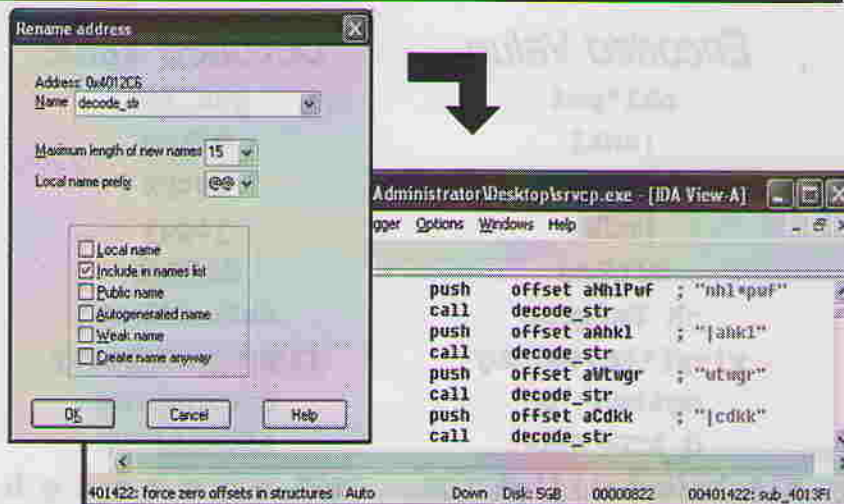 Rename address
Address: 0x4012C6
Name decode_str
Maximum length of new names 15
Local name prefix @@
Local name
Include in names list
Public name
Autogenerated name
Weak name
Create name anyway
OK Cancel Help
Administrator\Desktop\srvcp.exe - [IDA View-A]
gger Options Windows Help
push offset aNh1Puf ; "nhl*puf"
call decode_str
push offset aAhkl ; "|ahkl"
call decode_str
push offset aUtwgr ; "utwgr"
call decode_str
push offset aCdkk ; "|cdkk"
call decode_str
401422: force zero offsets in structures Auto Down Disk: 5GB 00000822 00401422: sub_4013F1